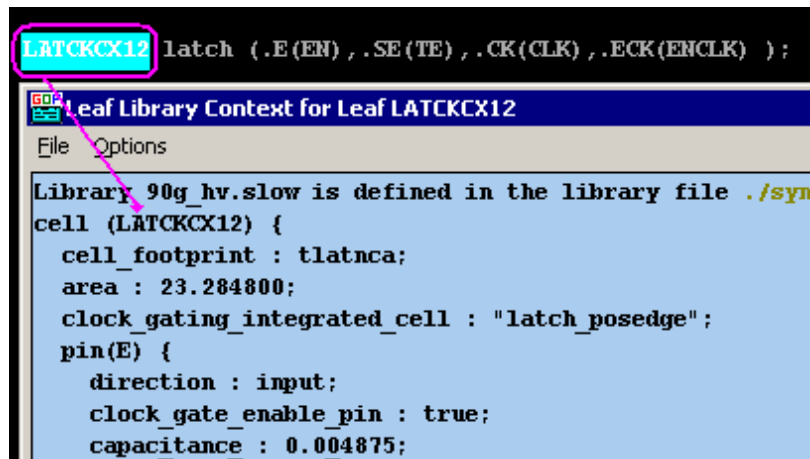 LATCKCX12 latch (.E(EN),.SE(TE),.CK(CLK),.ECK(ENCLK) );
GDP Leaf Library Context for Leaf LATCKCX12
File Options
Library 90g_hv.slow is defined in the library file ./syn
cell (LATCKCX12) {
cell_footprint : tlatnca;
area : 23.284800;
clock_gating_integrated_cell : "latch_posedge";
pin(E) {
direction : input;
clock_gate_enable_pin : true;
capacitance : 0.004875;